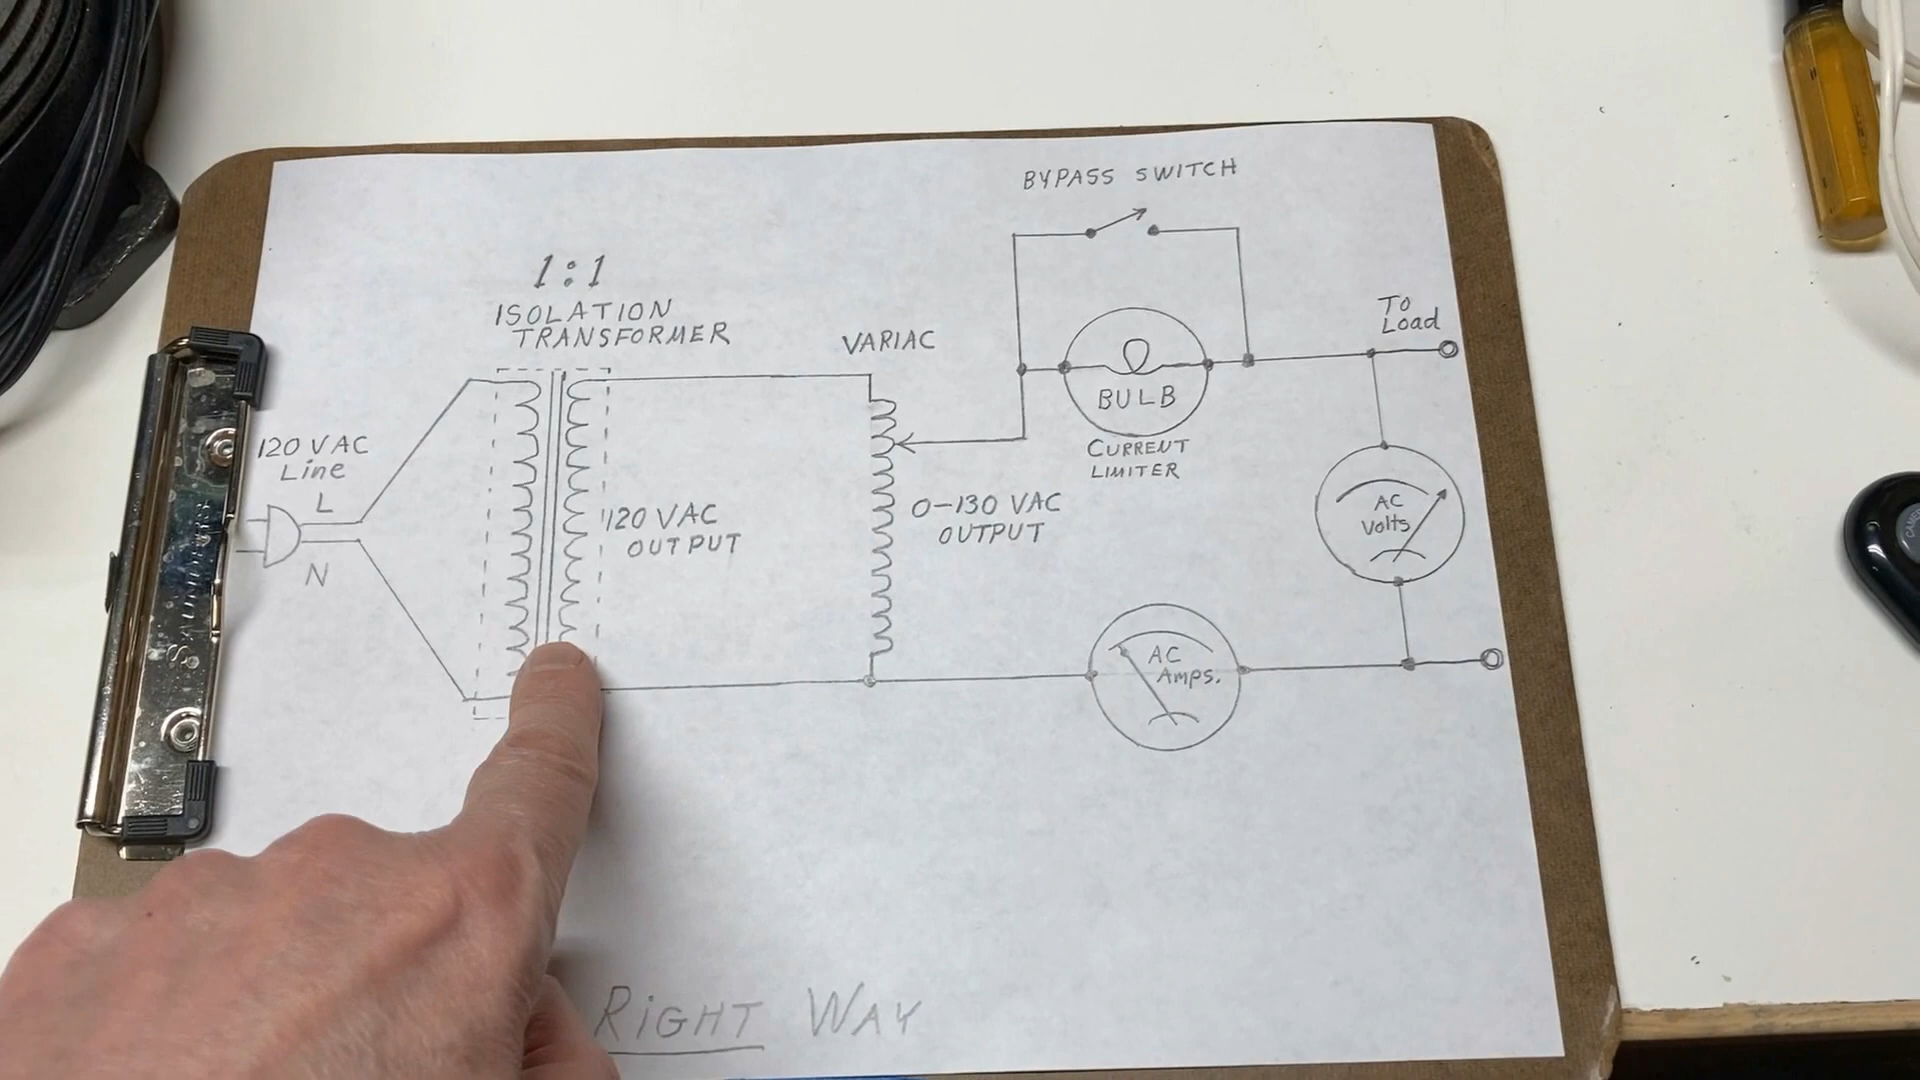 BYPASS SWITCH
1:1
ISOLATION
TRANSFORMER
VARIAC
TO
Load
BULB
CURRENT
LIMITER
120 VAC
Line
L
N
120 VAC
OUTPUT
0-130 VAC
OUTPUT
AC
Volts
AC
Amps.
SAUNDERS
RIGHT WAY